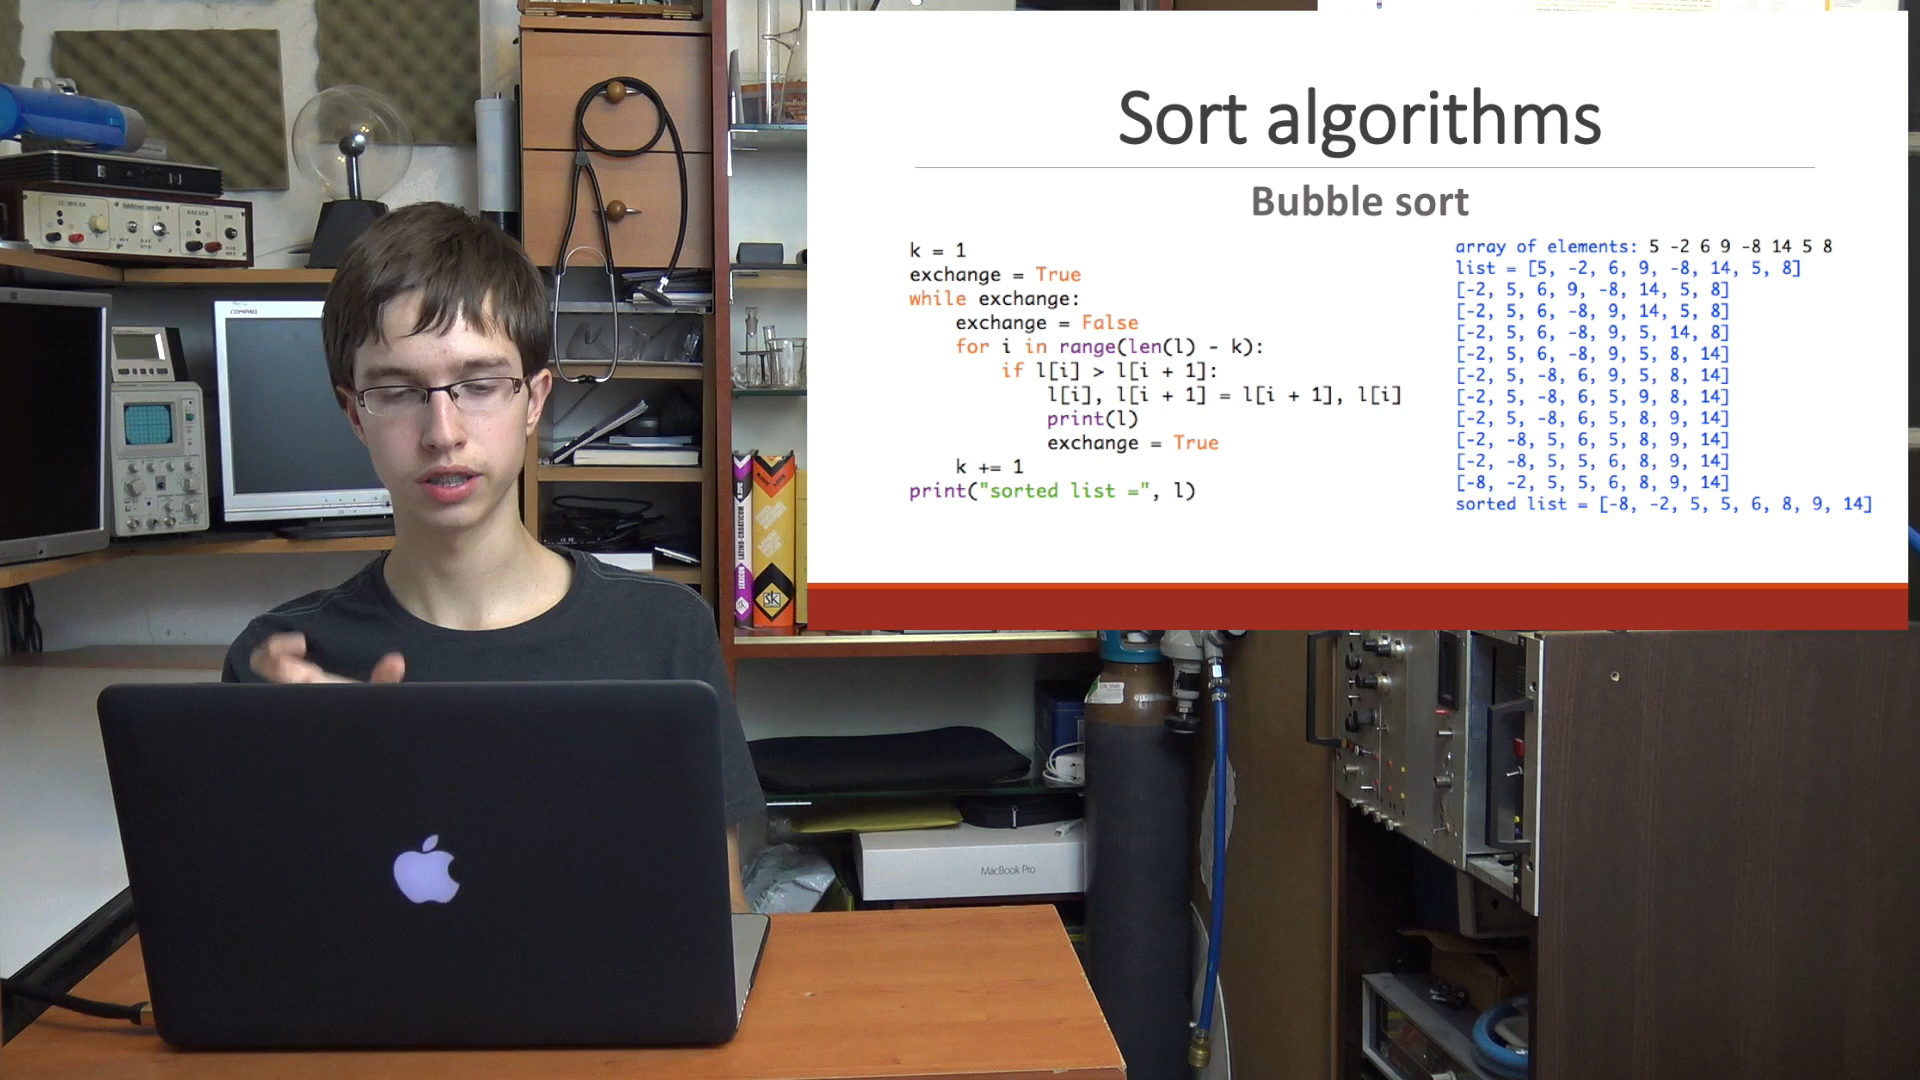 Sort algorithms
Bubble sort
k = 1
exchange = True
while exchange:
exchange = False
for i in range(len(l) - k):
if l[i] > l[i + 1]:
l[i], l[i + 1] = l[i + 1], l[i]
print(l)
exchange = True
k += 1
print("sorted list =", l)
array of elements: 5 -2 6 9 -8 14 5 8
list = [5, -2, 6, 9, -8, 14, 5, 8]
[-2, 5, 6, 9, -8, 14, 5, 8]
[-2, 5, 6, -8, 9, 14, 5, 8]
[-2, 5, 6, -8, 9, 5, 14, 8]
[-2, 5, 6, -8, 9, 5, 8, 14]
[-2, 5, -8, 6, 9, 5, 8, 14]
[-2, 5, -8, 6, 5, 9, 8, 14]
[-2, 5, -8, 6, 5, 8, 9, 14]
[-2, -8, 5, 6, 5, 8, 9, 14]
[-2, -8, 5, 5, 6, 8, 9, 14]
[-8, -2, 5, 5, 6, 8, 9, 14]
sorted list = [-8, -2, 5, 5, 6, 8, 9, 14]
COMPAQ
MacBook Pro